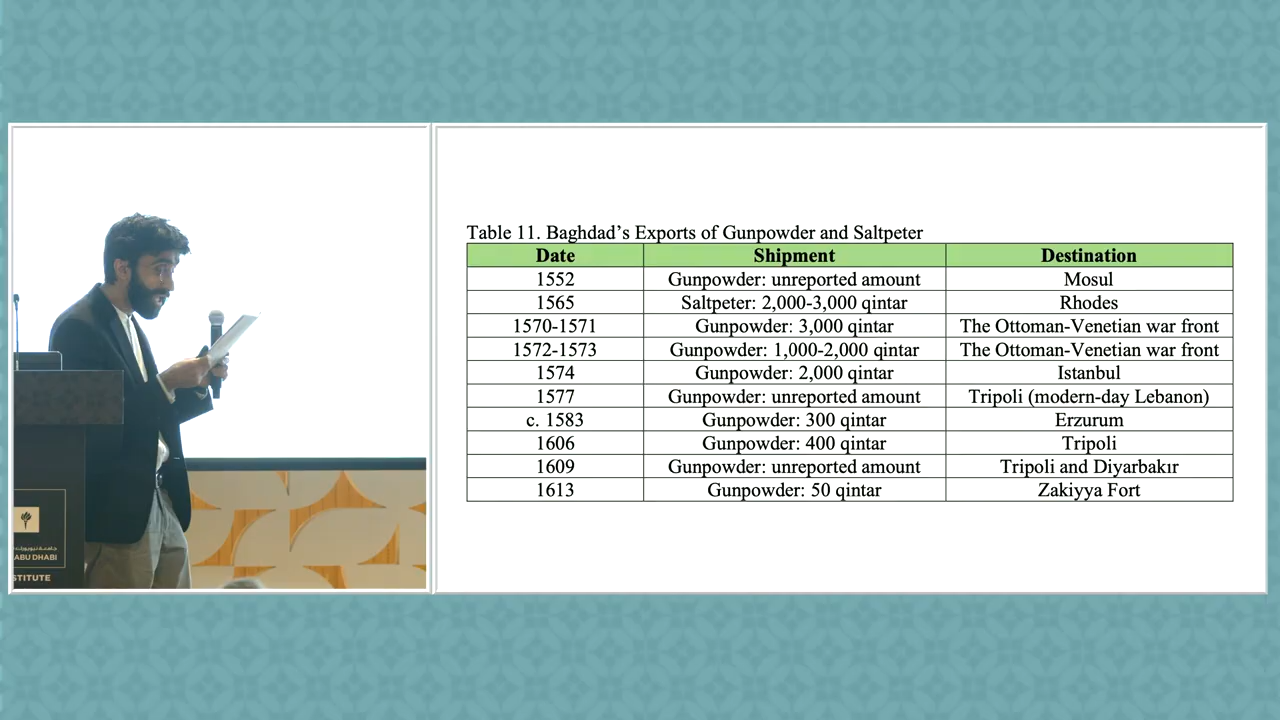 Table 11. Baghdad’s Exports of Gunpowder and Saltpeter
Date Shipment Destination
1552 Gunpowder: unreported amount Mosul
1565 Saltpeter: 2,000-3,000 qintar Rhodes
1570-1571 Gunpowder: 3,000 qintar The Ottoman-Venetian war front
1572-1573 Gunpowder: 1,000-2,000 qintar The Ottoman-Venetian war front
1574 Gunpowder: 2,000 qintar Istanbul
1577 Gunpowder: unreported amount Tripoli (modern-day Lebanon)
c. 1583 Gunpowder: 300 qintar Erzurum
1606 Gunpowder: 400 qintar Tripoli
1609 Gunpowder: unreported amount Tripoli and Diyarbakır
1613 Gunpowder: 50 qintar Zakiyya Fort
جامعة نيويورك
ABU DHABI
STITUTE